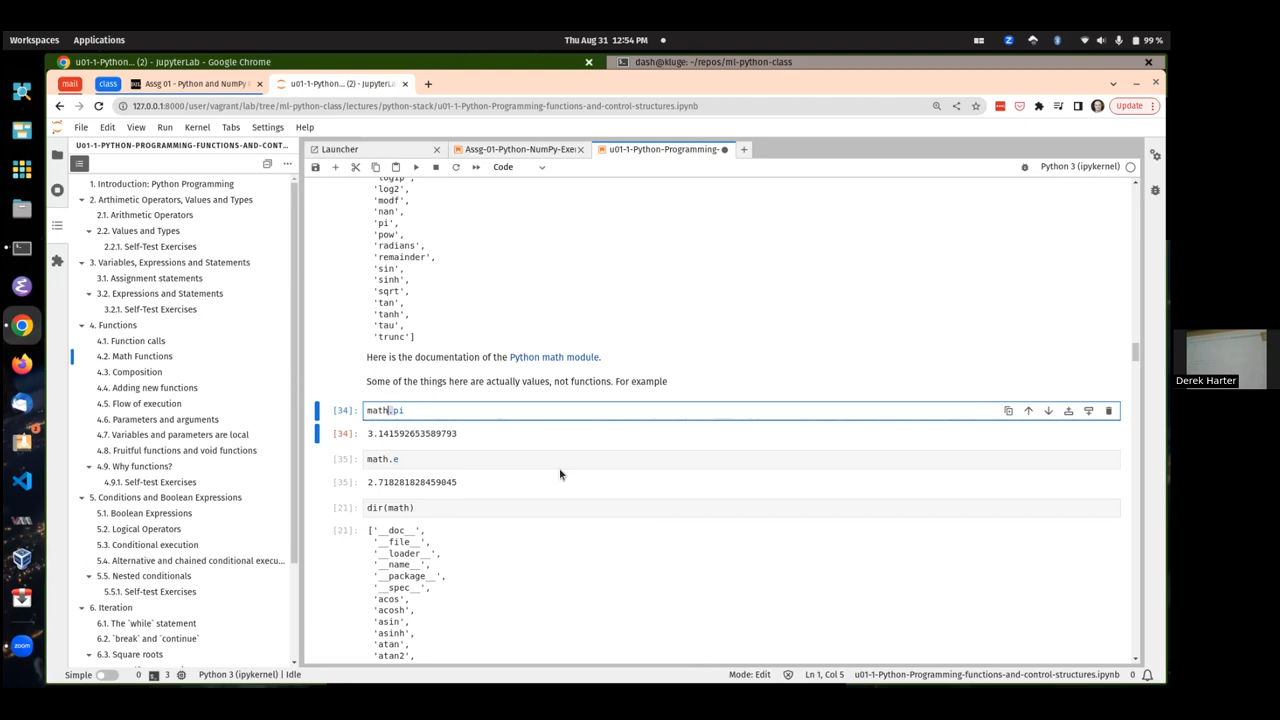 Workspaces
Applications
Thu Aug 31 12:54 PM
99 %
u01-1-Python... (2) - JupyterLab - Google Chrome
dash@kluge: ~/repos/ml-python-class
mail
class
Assg 01 - Python and NumPy
u01-1-Python... (2) - JupyterLab
127.0.0.1:8000/user/vagrant/lab/tree/ml-python-class/lectures/python-stack/u01-1-Python-Programming-functions-and-control-structures.ipynb
Update
File Edit View Run Kernel Tabs Settings Help
U01-1-PYTHON-PROGRAMMING-FUNCTIONS-AND-CONT...
1. Introduction: Python Programming
2. Arthimetic Operators, Values and Types
2.1. Arithmetic Operators
2.2. Values and Types
2.2.1. Self-Test Exercises
3. Variables, Expressions and Statements
3.1. Assignment statements
3.2. Expressions and Statements
3.2.1. Self-Test Exercises
4. Functions
4.1. Function calls
4.2. Math Functions
4.3. Composition
4.4. Adding new functions
4.5. Flow of execution
4.6. Parameters and arguments
4.7. Variables and parameters are local
4.8. Fruitful functions and void functions
4.9. Why functions?
4.9.1. Self-test Exercises
5. Conditions and Boolean Expressions
5.1. Boolean Expressions
5.2. Logical Operators
5.3. Conditional execution
5.4. Alternative and chained conditional execu...
5.5. Nested conditionals
5.5.1. Self-test Exercises
6. Iteration
6.1. The `while` statement
6.2. `break` and `continue`
6.3. Square roots
Launcher
Assg-01-Python-NumPy-Exer
u01-1-Python-Programming-
Code
Python 3 (ipykernel)
'log1p',
'log2',
'modf',
'nan',
'pi',
'pow',
'radians',
'remainder',
'sin',
'sinh',
'sqrt',
'tan',
'tanh',
'tau',
'trunc']
Here is the documentation of the Python math module.
Some of the things here are actually values, not functions. For example
[34]: math.pi
[34]: 3.141592653589793
[35]: math.e
[35]: 2.718281828459045
[21]: dir(math)
[21]: ['__doc__',
'__file__',
'__loader__',
'__name__',
'__package__',
'__spec__',
'acos',
'acosh',
'asin',
'asinh',
'atan',
'atan2',
Simple
0
3
Python 3 (ipykernel) | Idle
Mode: Edit
Ln 1, Col 5
u01-1-Python-Programming-functions-and-control-structures.ipynb
0
zoom
Derek Harter